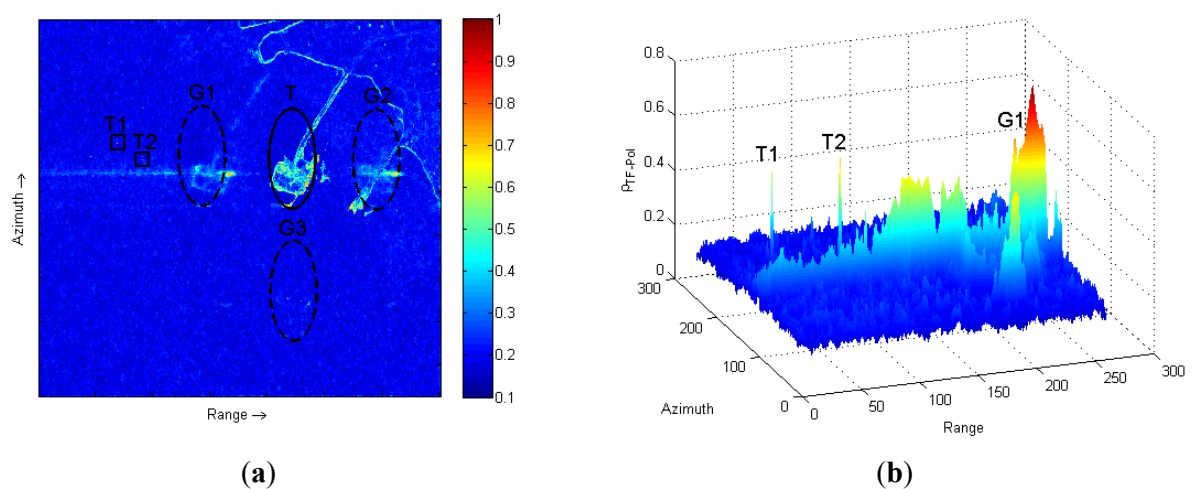 G1
T
G2
T1
T2
G3
Azimuth →
Range →
1
0.9
0.8
0.7
0.6
0.5
0.4
0.3
0.2
0.1
(a)
0.8
0.6
0.4
0.2
0
ρTF-Pol
T1
T2
G1
300
200
100
0
Azimuth
0
50
100
150
200
250
300
Range
(b)